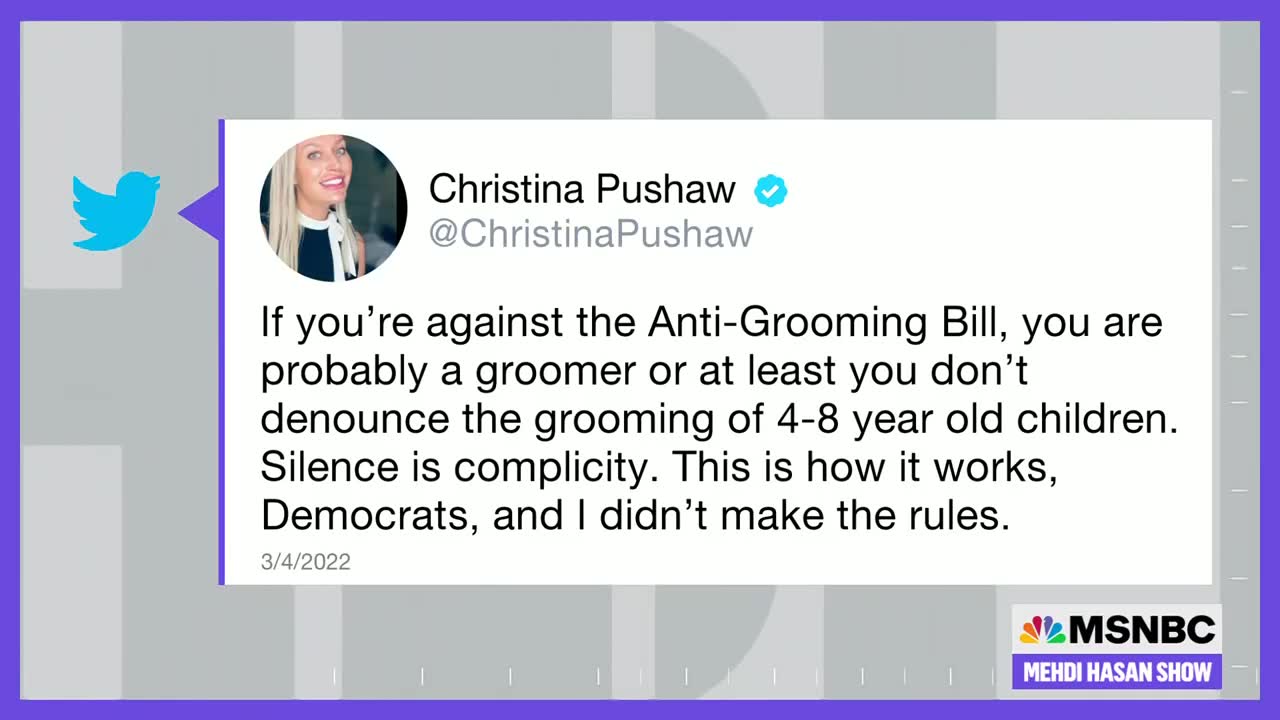 Christina Pushaw
@ChristinaPushaw
If you’re against the Anti-Grooming Bill, you are
probably a groomer or at least you don’t
denounce the grooming of 4-8 year old children.
Silence is complicity. This is how it works,
Democrats, and I didn’t make the rules.
3/4/2022
MSNBC
MEHDI HASAN SHOW